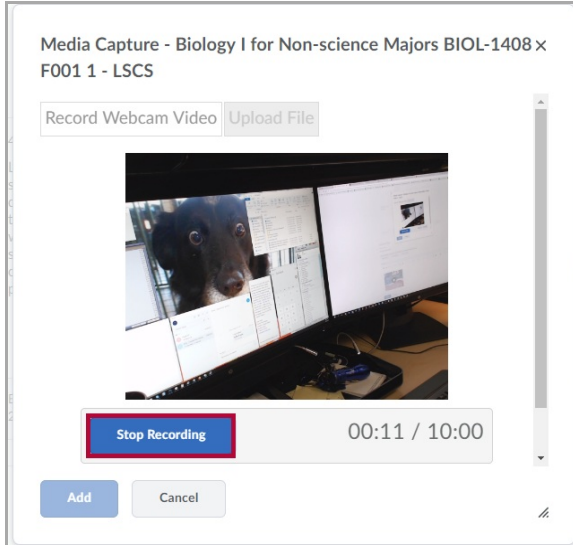 Media Capture - Biology I for Non-science Majors BIOL-1408 ×
F001 1 - LSCS
Record Webcam Video Upload File
Stop Recording 00:11 / 10:00
Add Cancel